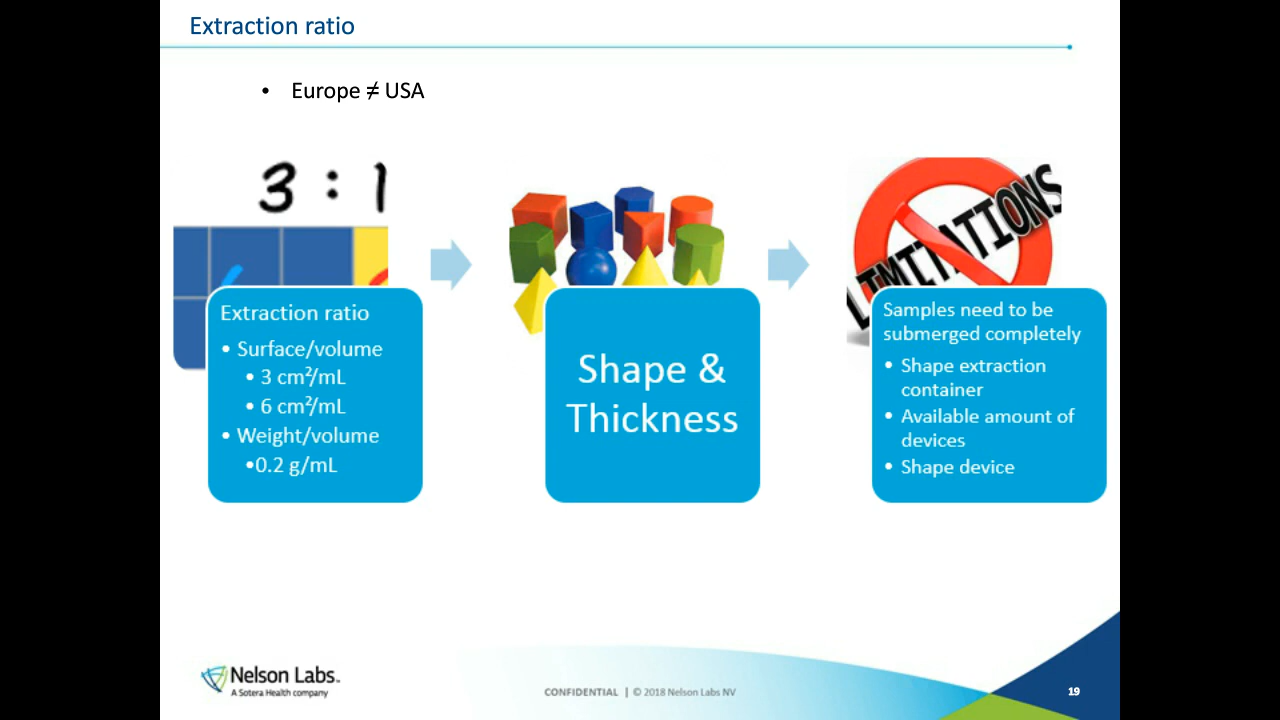 Extraction ratio
• Europe ≠ USA
3 : 1
LIMITATIONS
Extraction ratio
• Surface/volume
• 3 cm²/mL
• 6 cm²/mL
• Weight/volume
•0.2 g/mL
Shape &
Thickness
Samples need to be
submerged completely
• Shape extraction
container
• Available amount of
devices
• Shape device
Nelson Labs™
A Sotera Health company
CONFIDENTIAL | © 2018 Nelson Labs NV
19